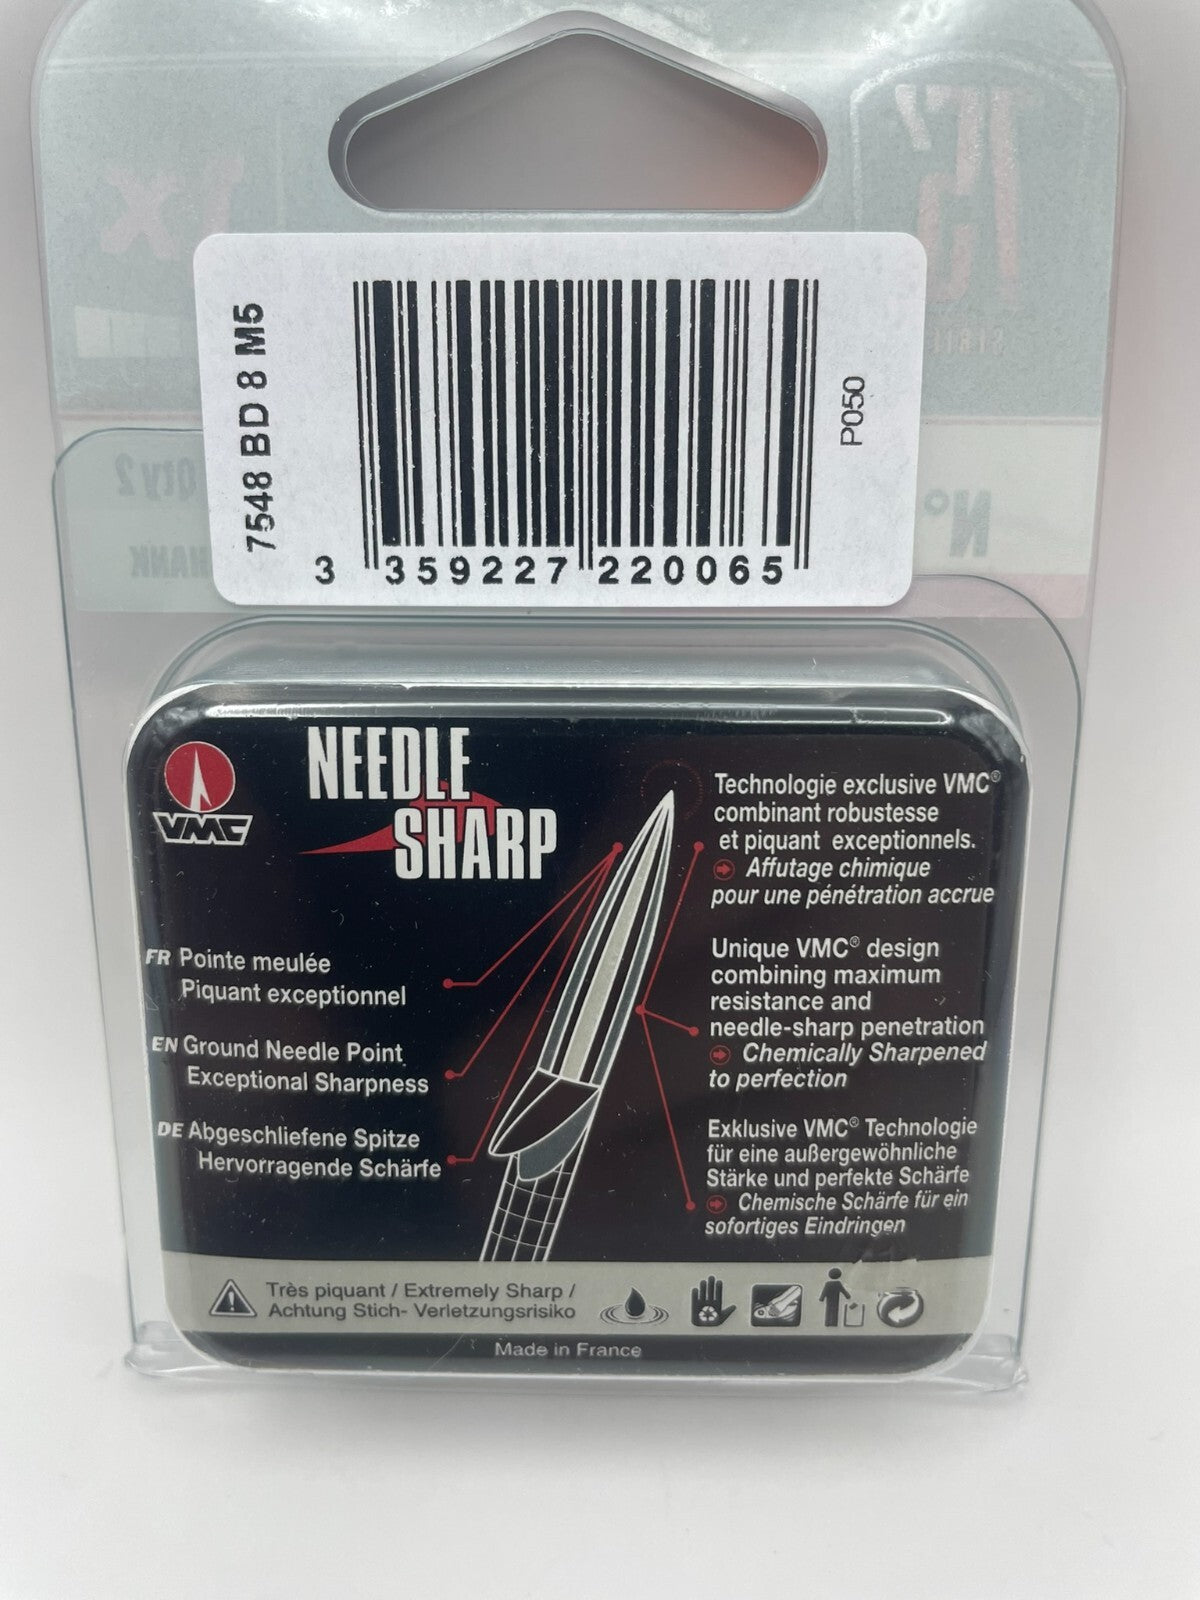 7548 BD 8 M5
P050
3 359227 220065
Qty 2
N°
VMC
NEEDLE
SHARP
FR Pointe meulée
Piquant exceptionnel
EN Ground Needle Point
Exceptional Sharpness
DE Abgeschliefene Spitze
Hervorragende Schärfe
Technologie exclusive VMC®
combinant robustesse
et piquant exceptionnels.
Affutage chimique
pour une pénétration accrue
Unique VMC® design
combining maximum
resistance and
needle-sharp penetration
Chemically Sharpened
to perfection
Exklusive VMC® Technologie
für eine außergewöhnliche
Stärke und perfekte Schärfe
Chemische Schärfe für ein
sofortiges Eindringen
Très piquant / Extremely Sharp /
Achtung Stich- Verletzungsrisiko
Made in France